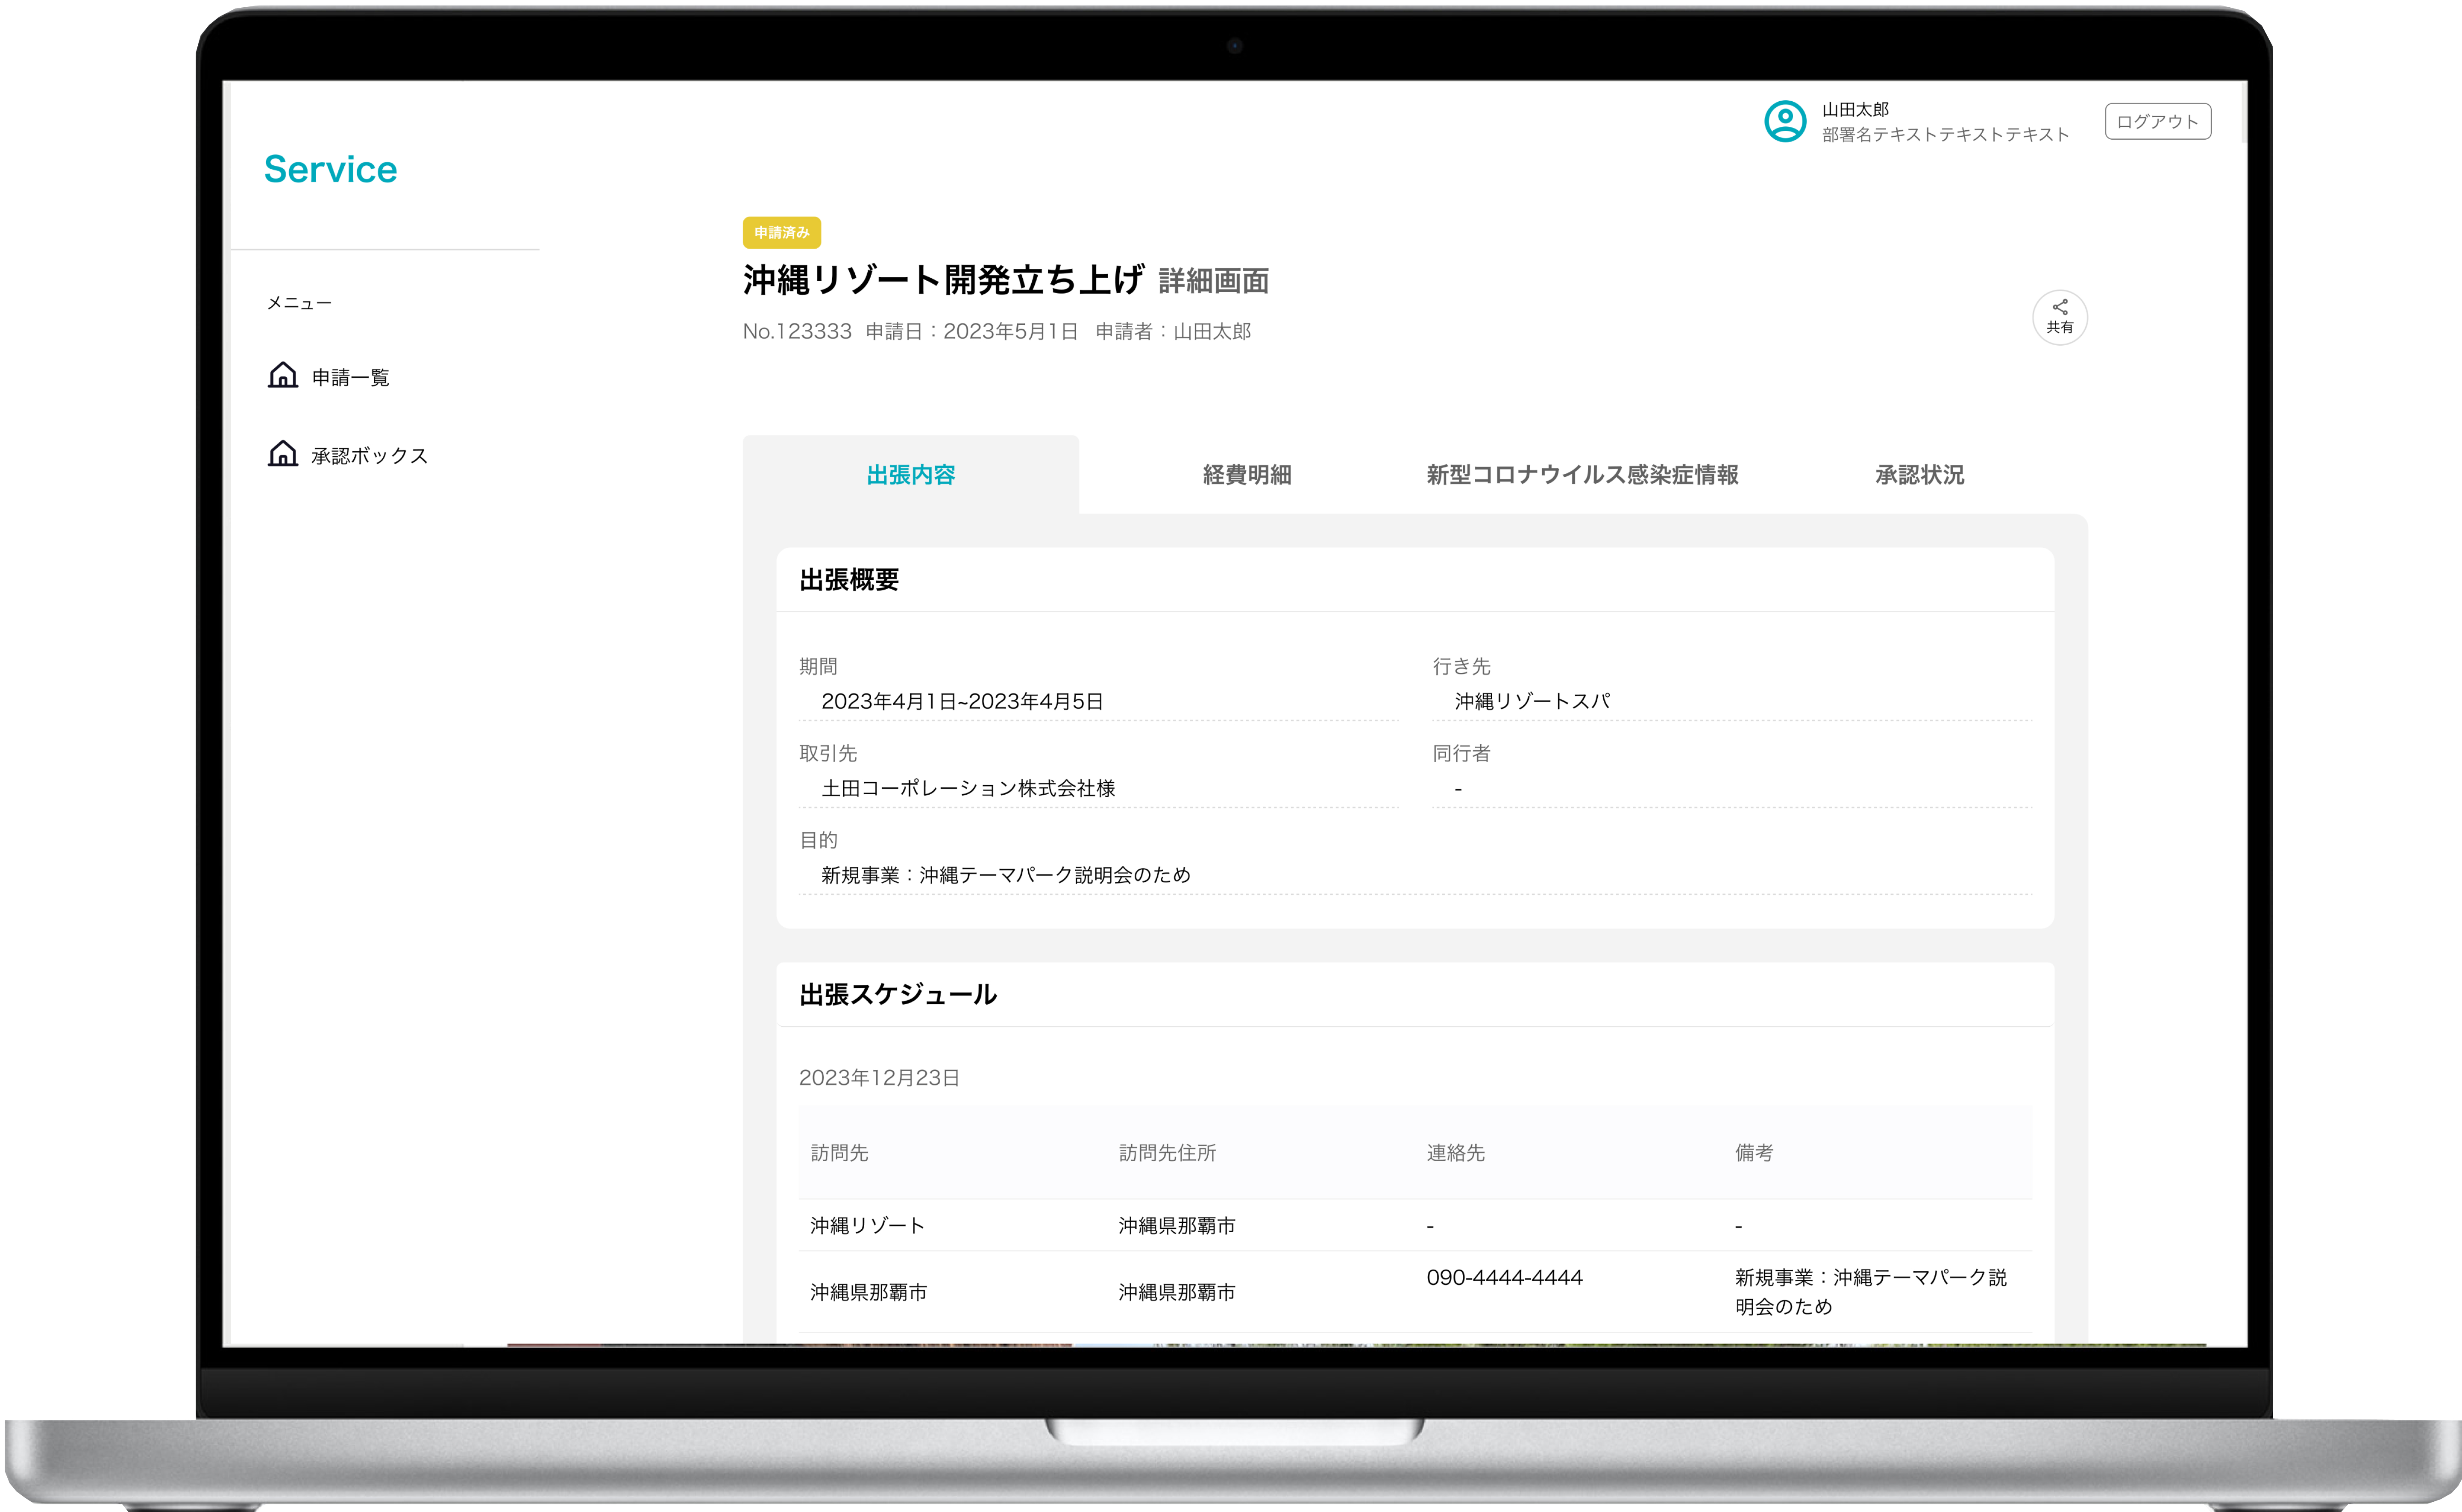 山田太郎
部署名テキストテキストテキスト
ログアウト
Service
メニュー
申請一覧
承認ボックス
申請済み
沖縄リゾート開発立ち上げ 詳細画面
No.123333 申請日：2023年5月1日 申請者：山田太郎
共有
出張内容 経費明細 新型コロナウイルス感染症情報 承認状況
出張概要
期間
2023年4月1日~2023年4月5日
行き先
沖縄リゾートスパ
取引先
土田コーポレーション株式会社様
同行者
-
目的
新規事業：沖縄テーマパーク説明会のため
出張スケジュール
2023年12月23日
訪問先 訪問先住所 連絡先 備考
沖縄リゾート 沖縄県那覇市 - -
沖縄県那覇市 沖縄県那覇市 090-4444-4444 新規事業：沖縄テーマパーク説
明会のため